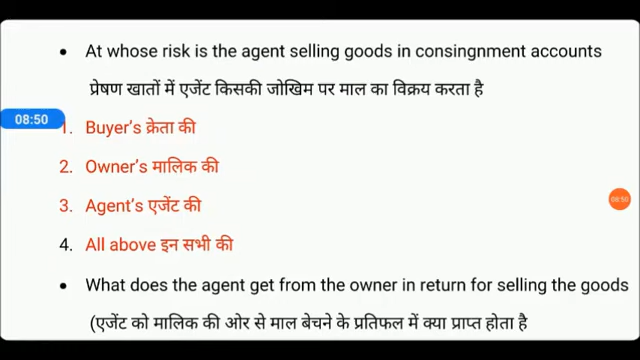 • At whose risk is the agent selling goods in consingnment accounts
प्रेषण खातों में एजेंट किसकी जोखिम पर माल का विक्रय करता है
08:50
1. Buyer's क्रेता की
2. Owner's मालिक की
08:50
3. Agent's एजेंट की
4. All above इन सभी की
• What does the agent get from the owner in return for selling the goods
(एजेंट को मालिक की ओर से माल बेचने के प्रतिफल में क्या प्राप्त होता है